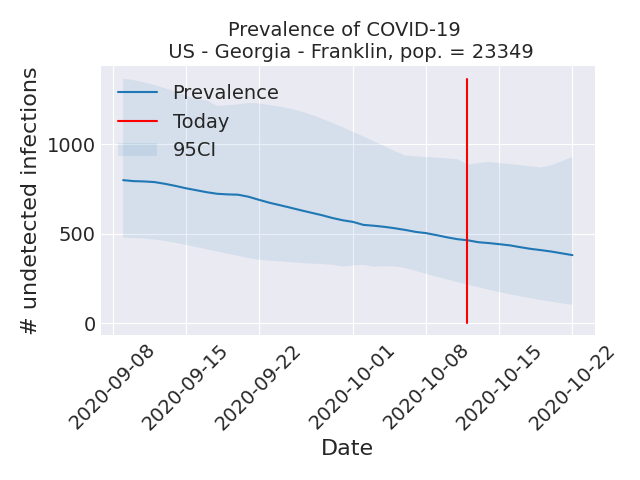 Prevalence of COVID-19
US - Georgia - Franklin, pop. = 23349
# undetected infections
1000
500
0
Prevalence
Today
95CI
2020-09-08
2020-09-15
2020-09-22
2020-10-01
2020-10-08
2020-10-15
2020-10-22
Date